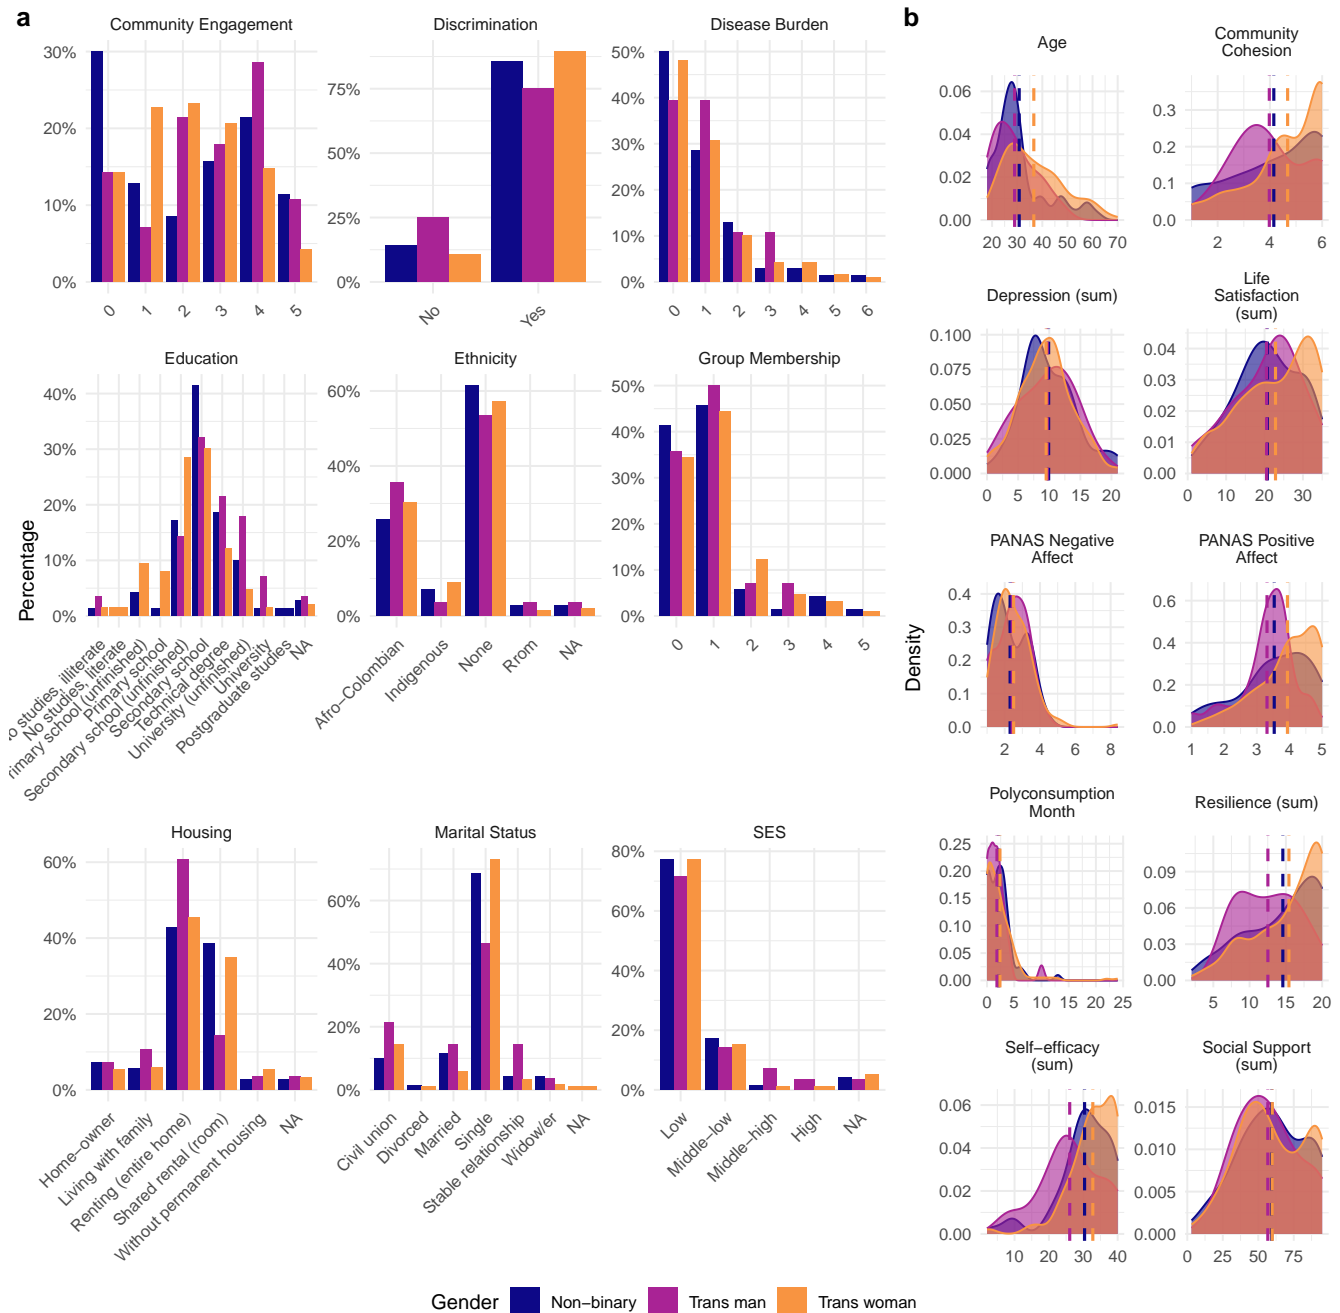 a
Community Engagement
Discrimination
Disease Burden
30%
20%
10%
0%
0 1 2 3 4 5
75%
50%
25%
0%
No Yes
50%
40%
30%
20%
10%
0%
0 1 2 3 4 5 6
Education
Ethnicity
Group Membership
40%
30%
20%
10%
0%
o studies, illiterate
No studies, literate
rimary school (unfinished)
Primary school
Secondary school (unfinished)
Secondary school
Technical degree
University (unfinished)
University
Postgraduate studies
NA
60%
40%
20%
0%
Afro−Colombian
Indigenous
None
Rrom
NA
50%
40%
30%
20%
10%
0%
0 1 2 3 4 5
Percentage
Housing
Marital Status
SES
60%
40%
20%
0%
Home−owner
Living with family
Renting (entire home)
Shared rental (room)
Without permanent housing
NA
60%
40%
20%
0%
Civil union
Divorced
Married
Single
Stable relationship
Widow/er
NA
80%
60%
40%
20%
0%
Low
Middle−low
Middle−high
High
NA
b
Age
0.06
0.04
0.02
0.00
20 30 40 50 60 70
Community
Cohesion
0.3
0.2
0.1
0.0
2 4 6
Depression (sum)
0.100
0.075
0.050
0.025
0.000
0 5 10 15 20
Life
Satisfaction
(sum)
0.04
0.03
0.02
0.01
0.00
0 10 20 30
PANAS Negative
Affect
0.4
0.3
0.2
0.1
0.0
2 4 6 8
PANAS Positive
Affect
0.6
0.4
0.2
0.0
1 2 3 4 5
Density
Polyconsumption
Month
0.25
0.20
0.15
0.10
0.05
0.00
0 5 10 15 20 25
Resilience (sum)
0.09
0.06
0.03
0.00
5 10 15 20
Self−efficacy
(sum)
0.06
0.04
0.02
0.00
10 20 30 40
Social Support
(sum)
0.015
0.010
0.005
0.000
0 25 50 75
Gender Non−binary Trans man Trans woman